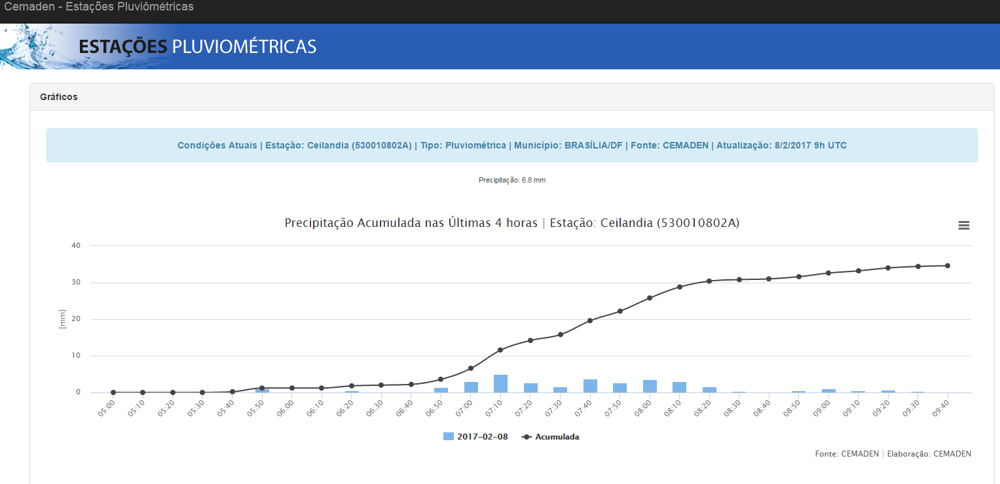 Cemaden - Estações Pluviômétricas
ESTAÇÕES PLUVIOMÉTRICAS
Gráficos
Condições Atuais | Estação: Ceilandia (530010802A) | Tipo: Pluviométrica | Município: BRASÍLIA/DF | Fonte: CEMADEN | Atualização: 8/2/2017 9h UTC
Precipitação: 6.8 mm
Precipitação Acumulada nas Últimas 4 horas | Estação: Ceilandia (530010802A)
40
30
20
10
0
[mm]
05:00 05:10 05:20 05:30 05:40 05:50 06:00 06:10 06:20 06:30 06:40 06:50 07:00 07:10 07:20 07:30 07:40 07:50 08:00 08:10 08:20 08:30 08:40 08:50 09:00 09:10 09:20 09:30 09:40
2017-02-08 Acumulada
Fonte: CEMADEN | Elaboração: CEMADEN